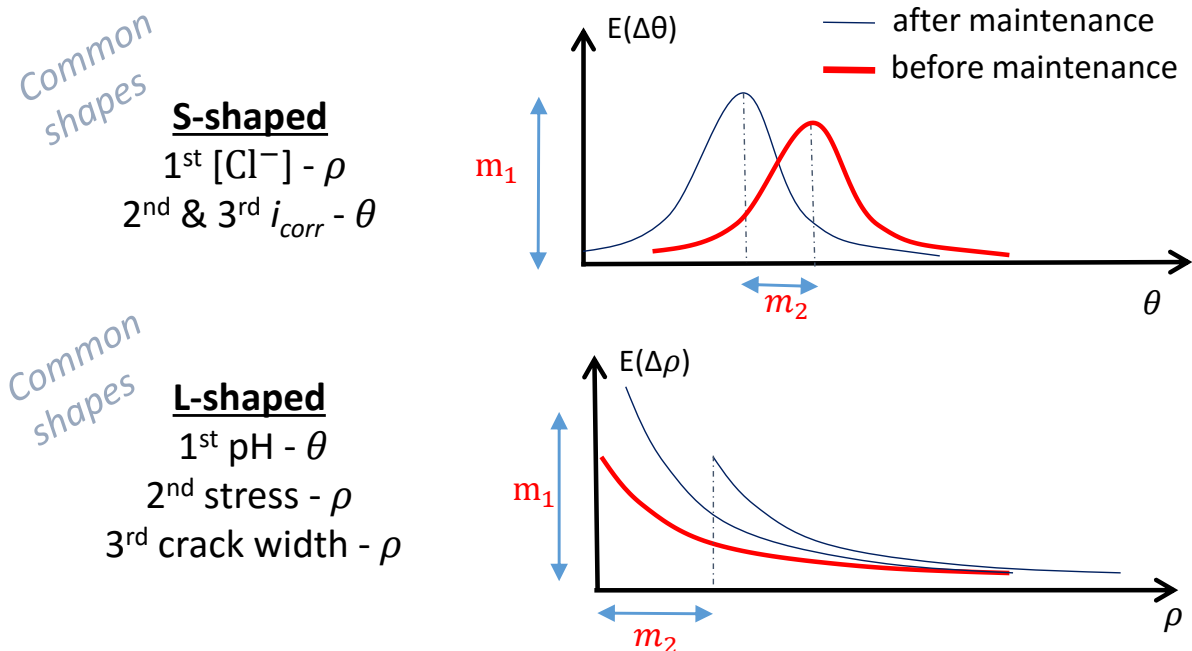 Common
shapes
S-shaped
1st [Cl⁻] - ρ
2nd & 3rd i_corr - θ
E(Δθ)
after maintenance
before maintenance
m₁
m₂
θ
Common
shapes
L-shaped
1st pH - θ
2nd stress - ρ
3rd crack width - ρ
E(Δρ)
m₁
m₂
ρ